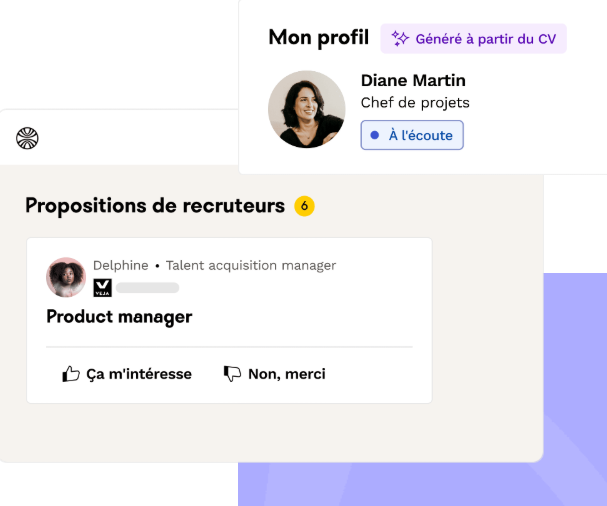 Mon profil
Généré à partir du CV
Diane Martin
Chef de projets
À l'écoute
Propositions de recruteurs 6
Delphine • Talent acquisition manager
VEJA
Product manager
Ça m'intéresse
Non, merci